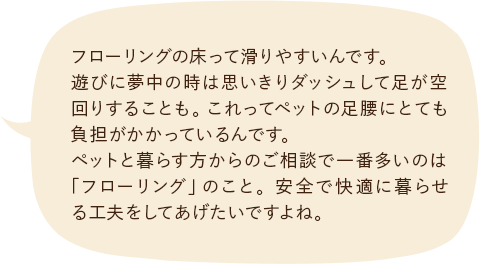 フローリングの床って滑りやすいんです。
遊びに夢中の時は思いきりダッシュして足が空
回りすることも。これってペットの足腰にとても
負担がかかっているんです。
ペットと暮らす方からのご相談で一番多いのは
「フローリング」のこと。安全で快適に暮らせ
る工夫をしてあげたいですよね。